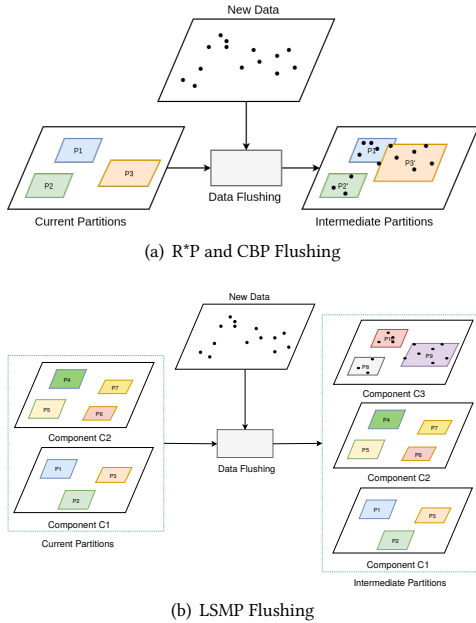 New Data
P1
P2
P3
Current Partitions
Data Flushing
P3'
P2'
Intermediate Partitions
(a) R*P and CBP Flushing
New Data
P4
P7
P5
P6
Component C2
P1
P3
P2
Component C1
Current Partitions
Data Flushing
P8
P9
Component C3
P4
P7
P5
P6
Component C2
P1
P3
P2
Component C1
Intermediate Partitions
(b) LSMP Flushing